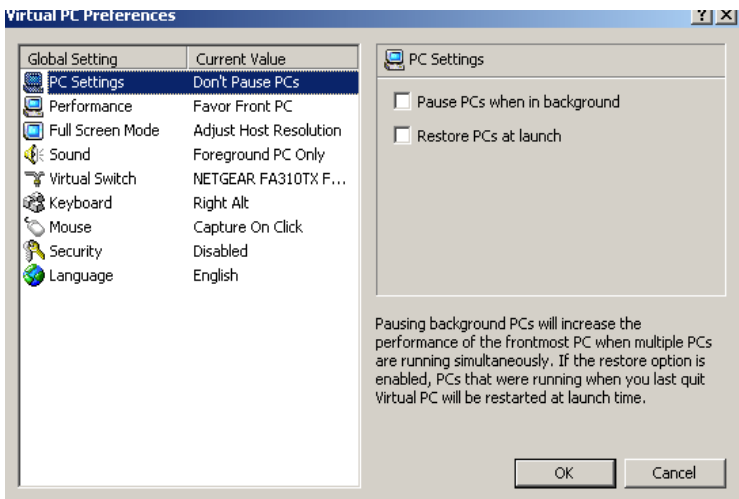 Virtual PC Preferences
Global Setting Current Value
PC Settings Don't Pause PCs
Performance Favor Front PC
Full Screen Mode Adjust Host Resolution
Sound Foreground PC Only
Virtual Switch NETGEAR FA310TX F...
Keyboard Right Alt
Mouse Capture On Click
Security Disabled
Language English
PC Settings
Pause PCs when in background
Restore PCs at launch
Pausing background PCs will increase the
performance of the frontmost PC when multiple PCs
are running simultaneously. If the restore option is
enabled, PCs that were running when you last quit
Virtual PC will be restarted at launch time.
OK Cancel